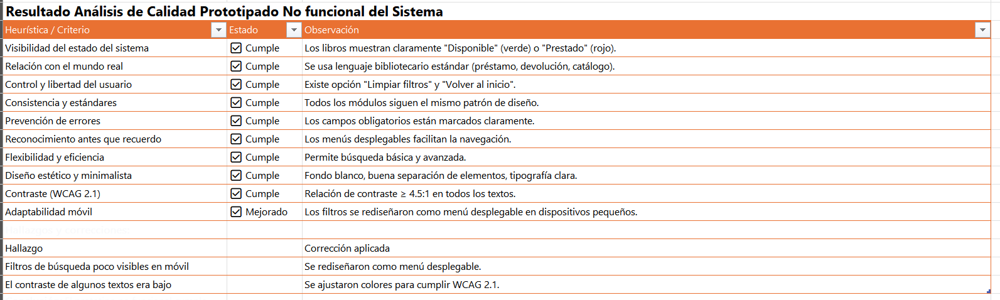 Resultado Análisis de Calidad Prototipado No funcional del Sistema
Heurística / Criterio Estado Observación
Visibilidad del estado del sistema Cumple Los libros muestran claramente "Disponible" (verde) o "Prestado" (rojo).
Relación con el mundo real Cumple Se usa lenguaje bibliotecario estándar (préstamo, devolución, catálogo).
Control y libertad del usuario Cumple Existe opción "Limpiar filtros" y "Volver al inicio".
Consistencia y estándares Cumple Todos los módulos siguen el mismo patrón de diseño.
Prevención de errores Cumple Los campos obligatorios están marcados claramente.
Reconocimiento antes que recuerdo Cumple Los menús desplegables facilitan la navegación.
Flexibilidad y eficiencia Cumple Permite búsqueda básica y avanzada.
Diseño estético y minimalista Cumple Fondo blanco, buena separación de elementos, tipografía clara.
Contraste (WCAG 2.1) Cumple Relación de contraste ≥ 4.5:1 en todos los textos.
Adaptabilidad móvil Mejorado Los filtros se rediseñaron como menú desplegable en dispositivos pequeños.
Hallazgo Corrección aplicada
Filtros de búsqueda poco visibles en móvil Se rediseñaron como menú desplegable.
El contraste de algunos textos era bajo Se ajustaron colores para cumplir WCAG 2.1.